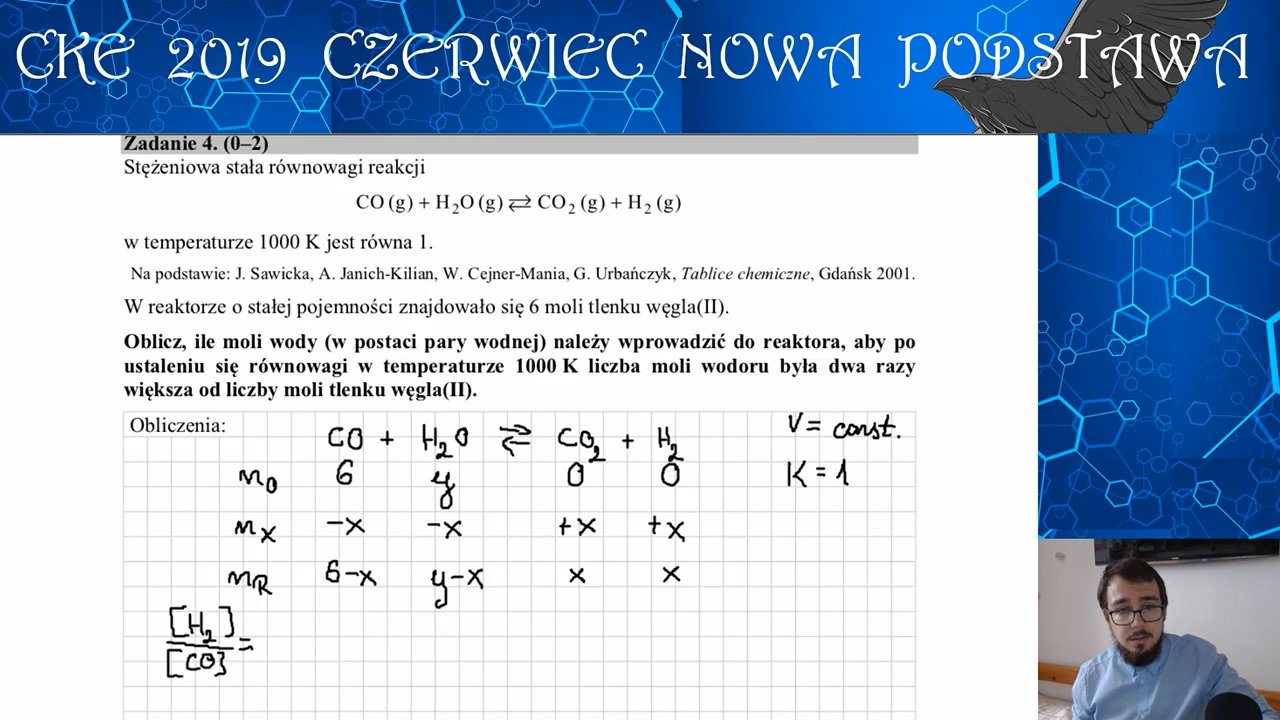 CKE 2019 CZERWIEC NOWA PODSTAWA
Zadanie 4. (0–2)
Stężeniowa stała równowagi reakcji
CO (g) + H₂O (g) ⇄ CO₂ (g) + H₂ (g)
w temperaturze 1000 K jest równa 1.
Na podstawie: J. Sawicka, A. Janich-Kilian, W. Cejner-Mania, G. Urbańczyk, Tablice chemiczne, Gdańsk 2001.
W reaktorze o stałej pojemności znajdowało się 6 moli tlenku węgla(II).
Oblicz, ile moli wody (w postaci pary wodnej) należy wprowadzić do reaktora, aby po
ustaleniu się równowagi w temperaturze 1000 K liczba moli wodoru była dwa razy
większa od liczby moli tlenku węgla(II).
Obliczenia:
CO + H₂O ⇄ CO₂ + H₂
V = const.
n₀ 6 y 0 0
K = 1
nₓ -x -x +x +x
n_R 6-x y-x x x
[H₂]
/[CO] =